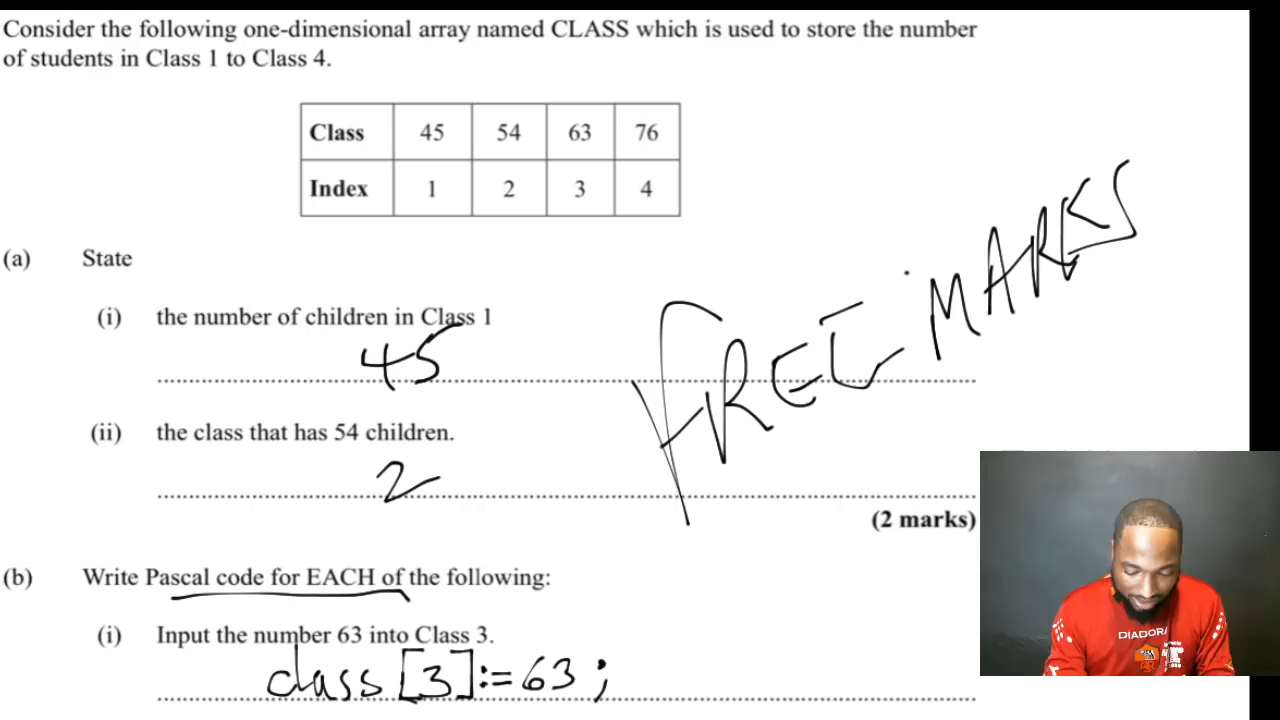 Consider the following one-dimensional array named CLASS which is used to store the number
of students in Class 1 to Class 4.
Class 45 54 63 76
Index 1 2 3 4
(a) State
(i) the number of children in Class 1
45
(ii) the class that has 54 children.
2
(2 marks)
FREE MARKS
(b) Write Pascal code for EACH of the following:
(i) Input the number 63 into Class 3.
class [3] := 63 ;
DIADORA